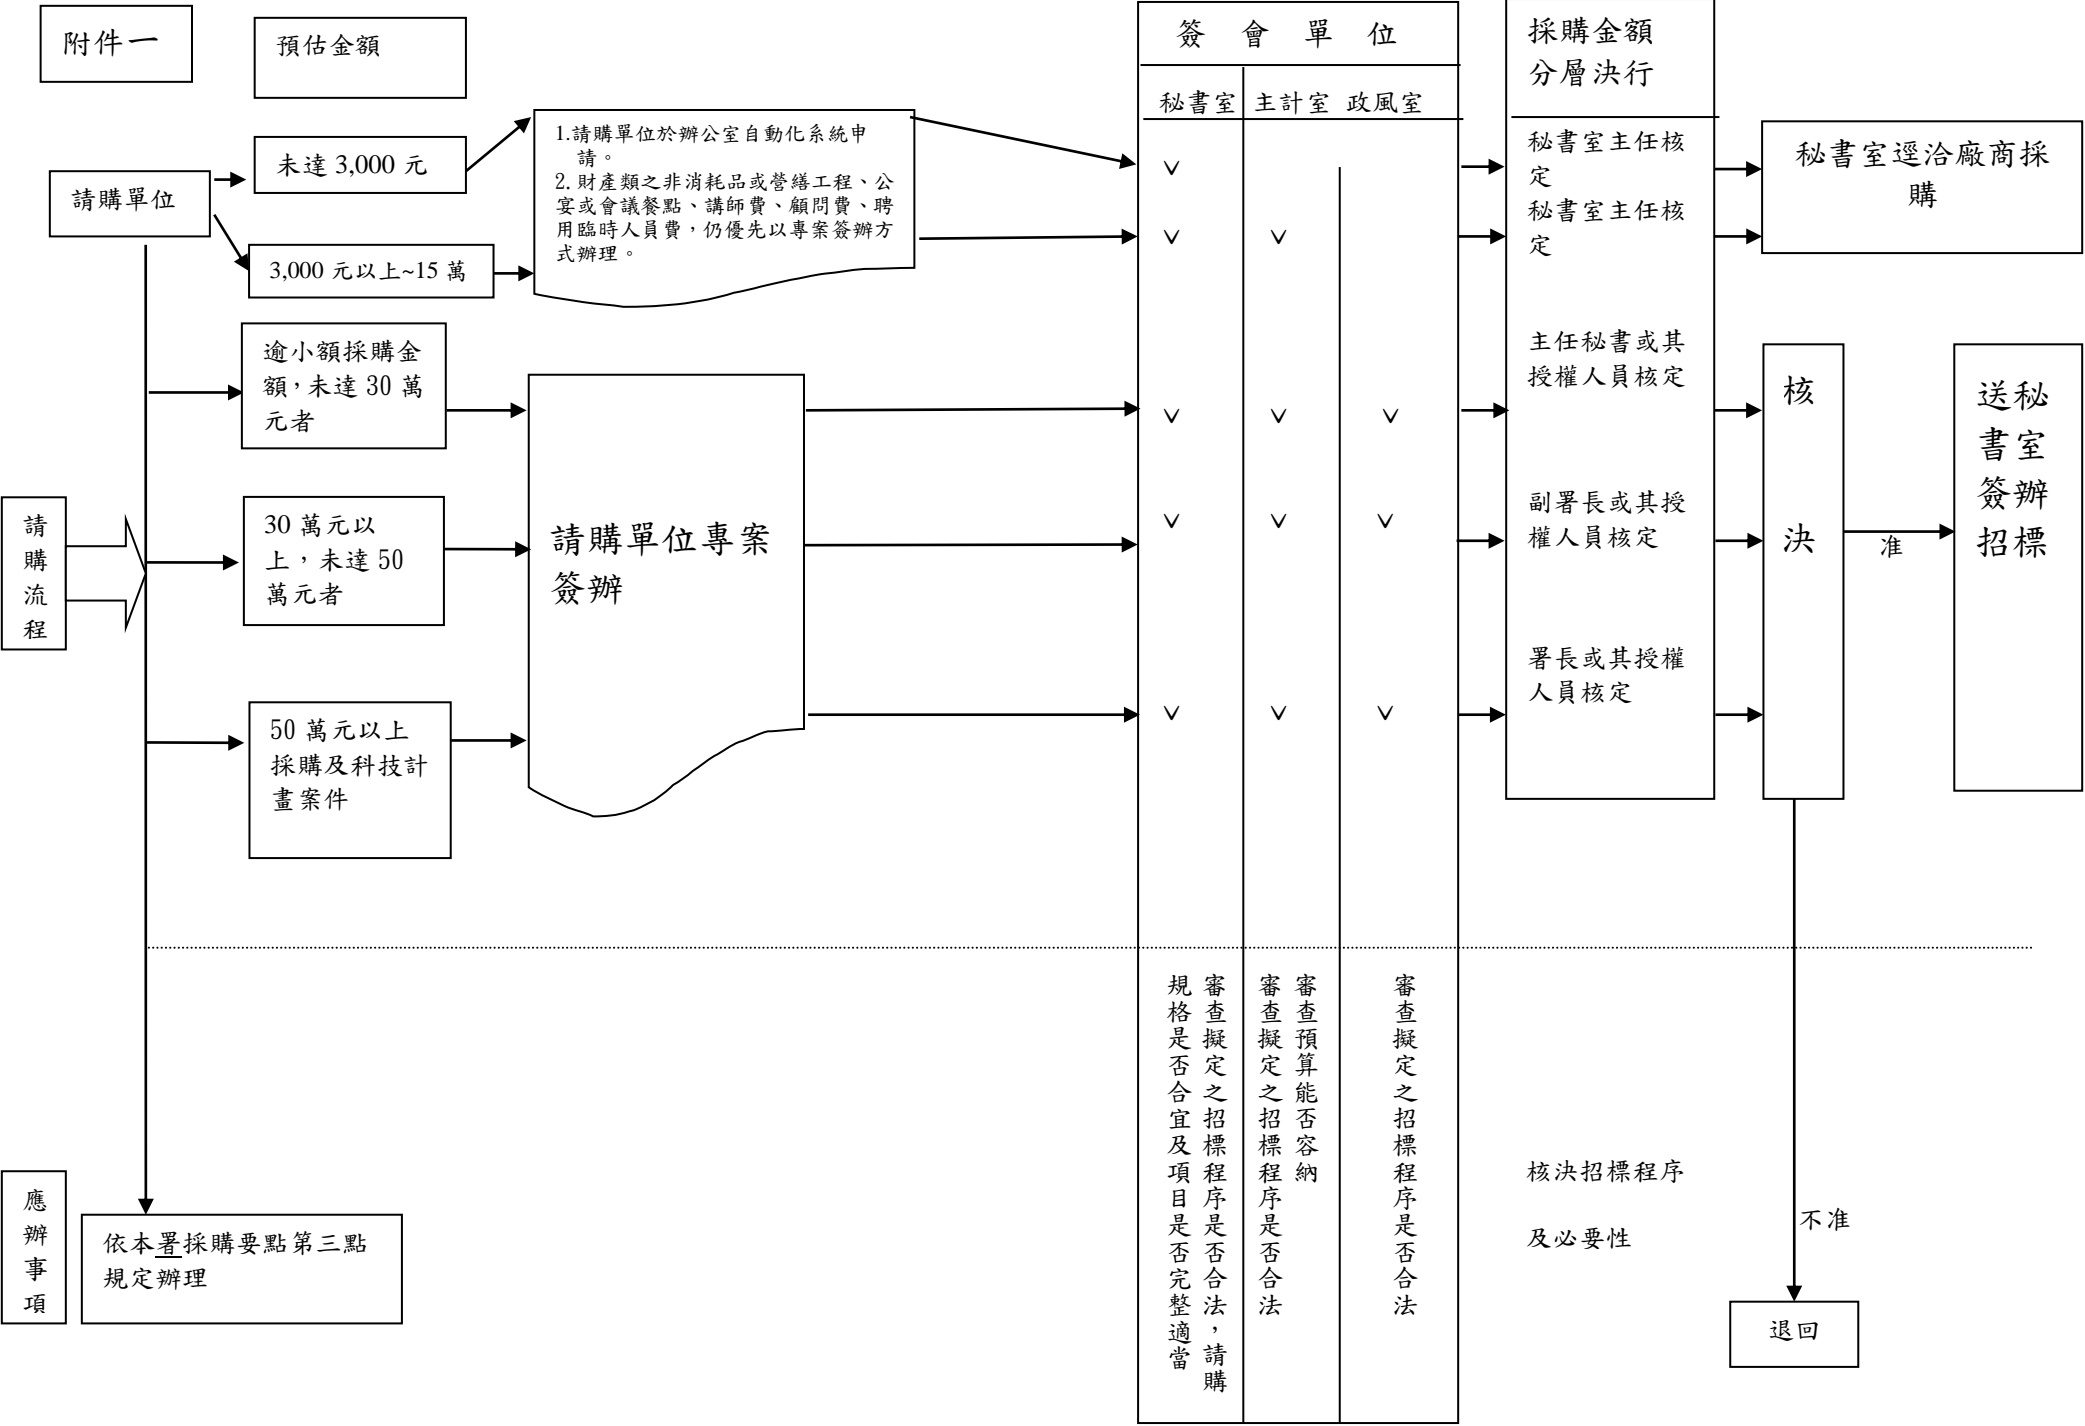 附件一
預估金額
簽會單位
秘書室 主計室 政風室
採購金額
分層決行
請購單位
未達 3,000 元
3,000 元以上~15 萬
1.請購單位於辦公室自動化系統申
請。
2. 財產類之非消耗品或營繕工程、公
宴或會議餐點、講師費、顧問費、聘
用臨時人員費，仍優先以專案簽辦方
式辦理。
ˇ
秘書室主任核
定
ˇ ˇ
秘書室主任核
定
秘書室逕洽廠商採
購
逾小額採購金
額，未達 30 萬
元者
ˇ ˇ ˇ
主任秘書或其
授權人員核定
請購流程
30 萬元以
上，未達 50
萬元者
請購單位專案
簽辦
ˇ ˇ ˇ
副署長或其授
權人員核定
50 萬元以上
採購及科技計
畫案件
ˇ ˇ ˇ
署長或其授權
人員核定
核決
准
送秘
書室
簽辦
招標
應辦事項
依本署採購要點第三點
規定辦理
審查擬定之招標程序是否合法，請購
規格是否合宜及項目是否完整適當
審查預算能否容納
審查擬定之招標程序是否合法
審查擬定之招標程序是否合法
核決招標程序
及必要性
不准
退回